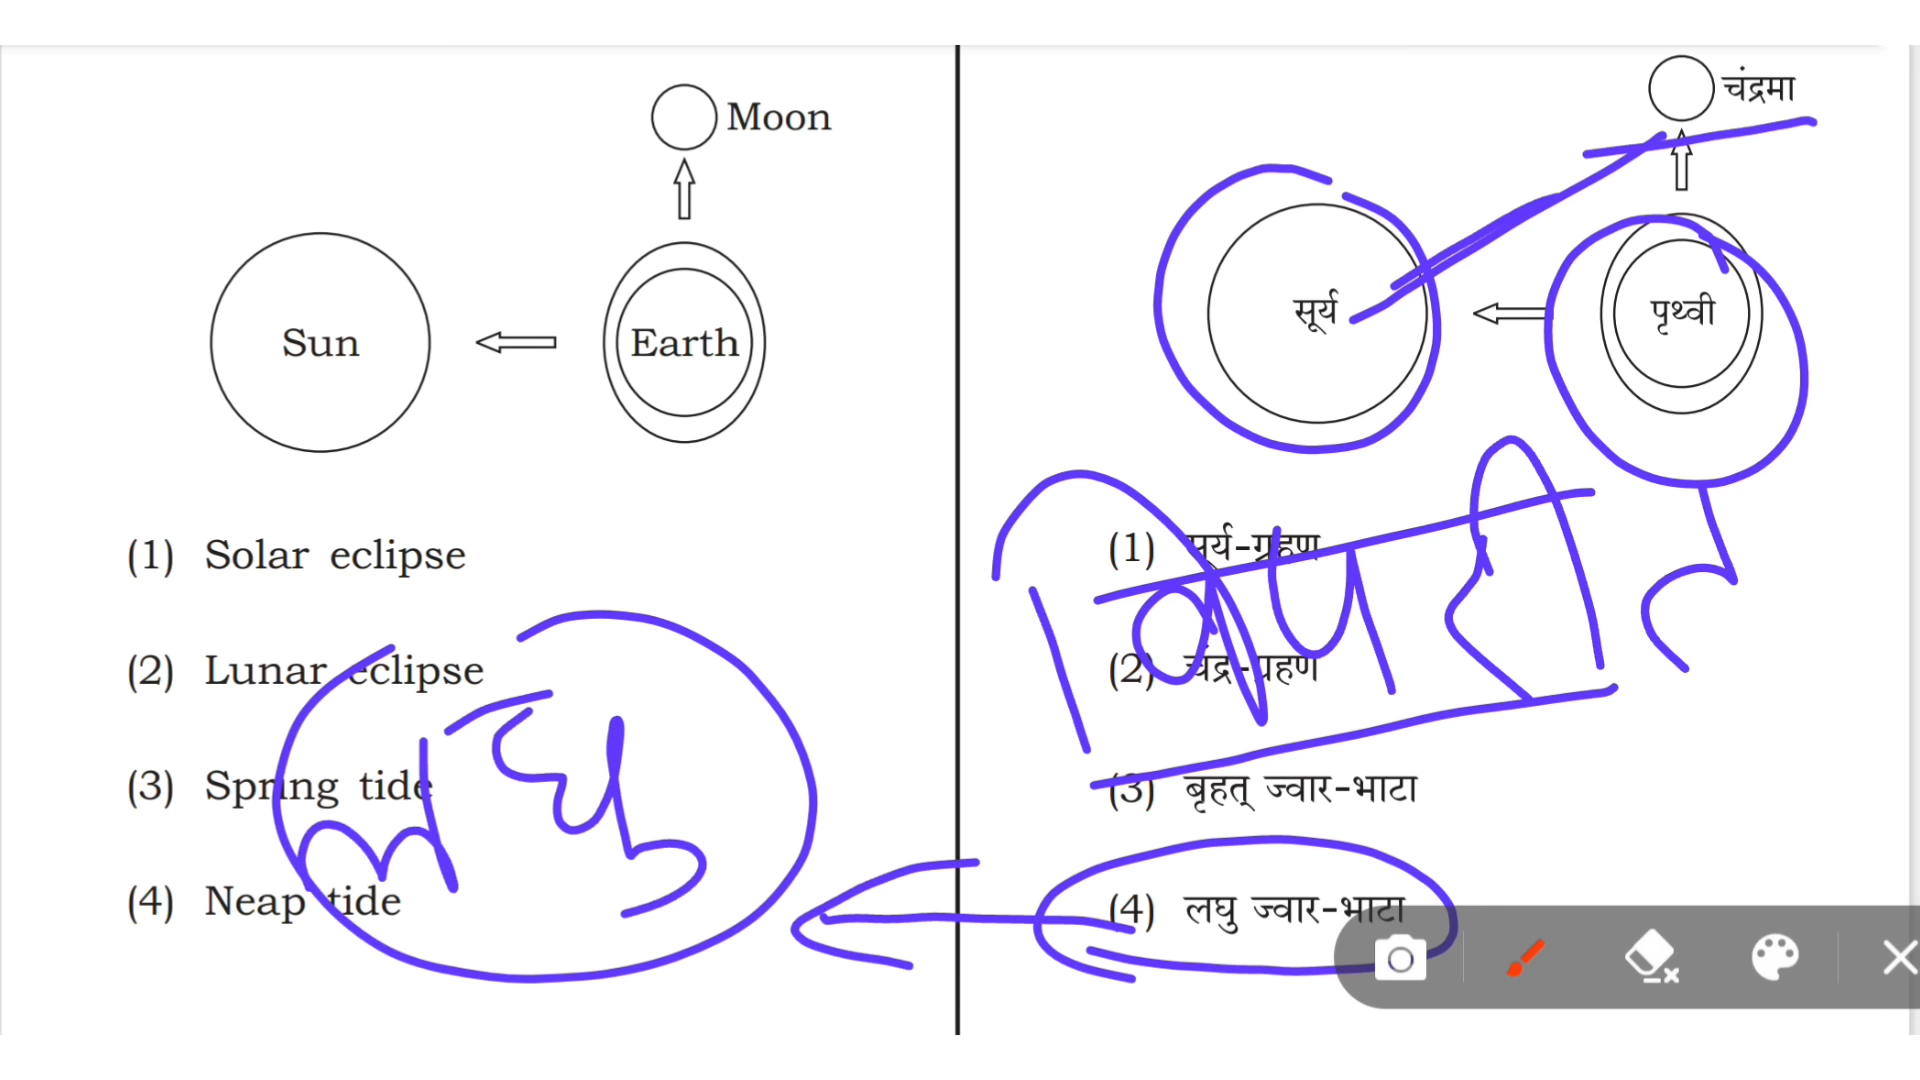 Moon
Sun
Earth
(1) Solar eclipse
(2) Lunar eclipse
(3) Spring tide
(4) Neap tide
लघु
चंद्रमा
सूर्य
पृथ्वी
(1) सूर्य-ग्रहण
(2) चंद्र-ग्रहण
(3) बृहत् ज्वार-भाटा
(4) लघु ज्वार-भाटा